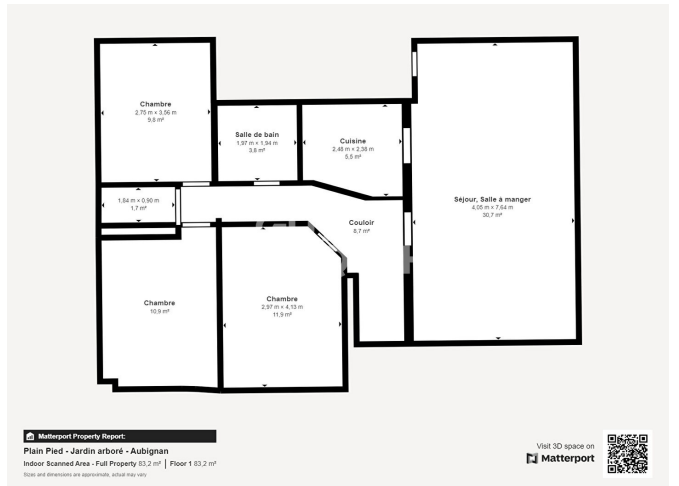 Chambre
2,75 m × 3,56 m
9,8 m²
Salle de bain
1,97 m × 1,94 m
3,8 m²
Cuisine
2,48 m × 2,38 m
5,5 m²
1,84 m × 0,90 m
1,7 m²
Séjour, Salle à manger
4,05 m × 7,64 m
30,7 m²
Couloir
8,7 m²
Chambre
10,9 m²
Chambre
2,97 m × 4,13 m
11,9 m²
Matterport Property Report:
Plain Pied - Jardin arboré - Aubignan
Indoor Scanned Area - Full Property 83,2 m² | Floor 1 83,2 m²
Sizes and dimensions are approximate, actual may vary
Visit 3D space on
Matterport